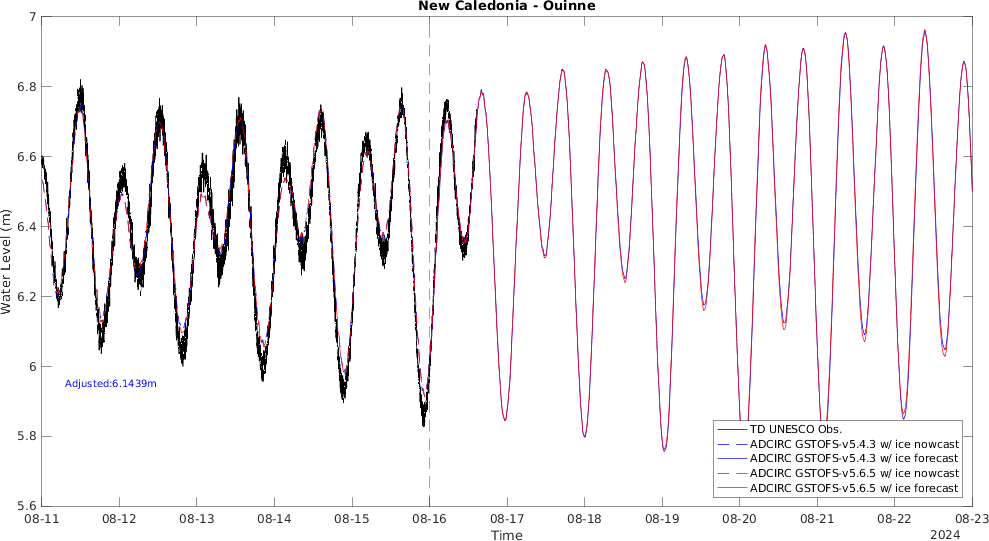 New Caledonia - Ouinne
7
6.8
6.6
6.4
6.2
6
5.8
5.6
Water Level (m)
Adjusted:6.1439m
TD UNESCO Obs.
ADCIRC GSTOFS-v5.4.3 w/ ice nowcast
ADCIRC GSTOFS-v5.4.3 w/ ice forecast
ADCIRC GSTOFS-v5.6.5 w/ ice nowcast
ADCIRC GSTOFS-v5.6.5 w/ ice forecast
08-11 08-12 08-13 08-14 08-15 08-16 08-17 08-18 08-19 08-20 08-21 08-22 08-23
Time
2024